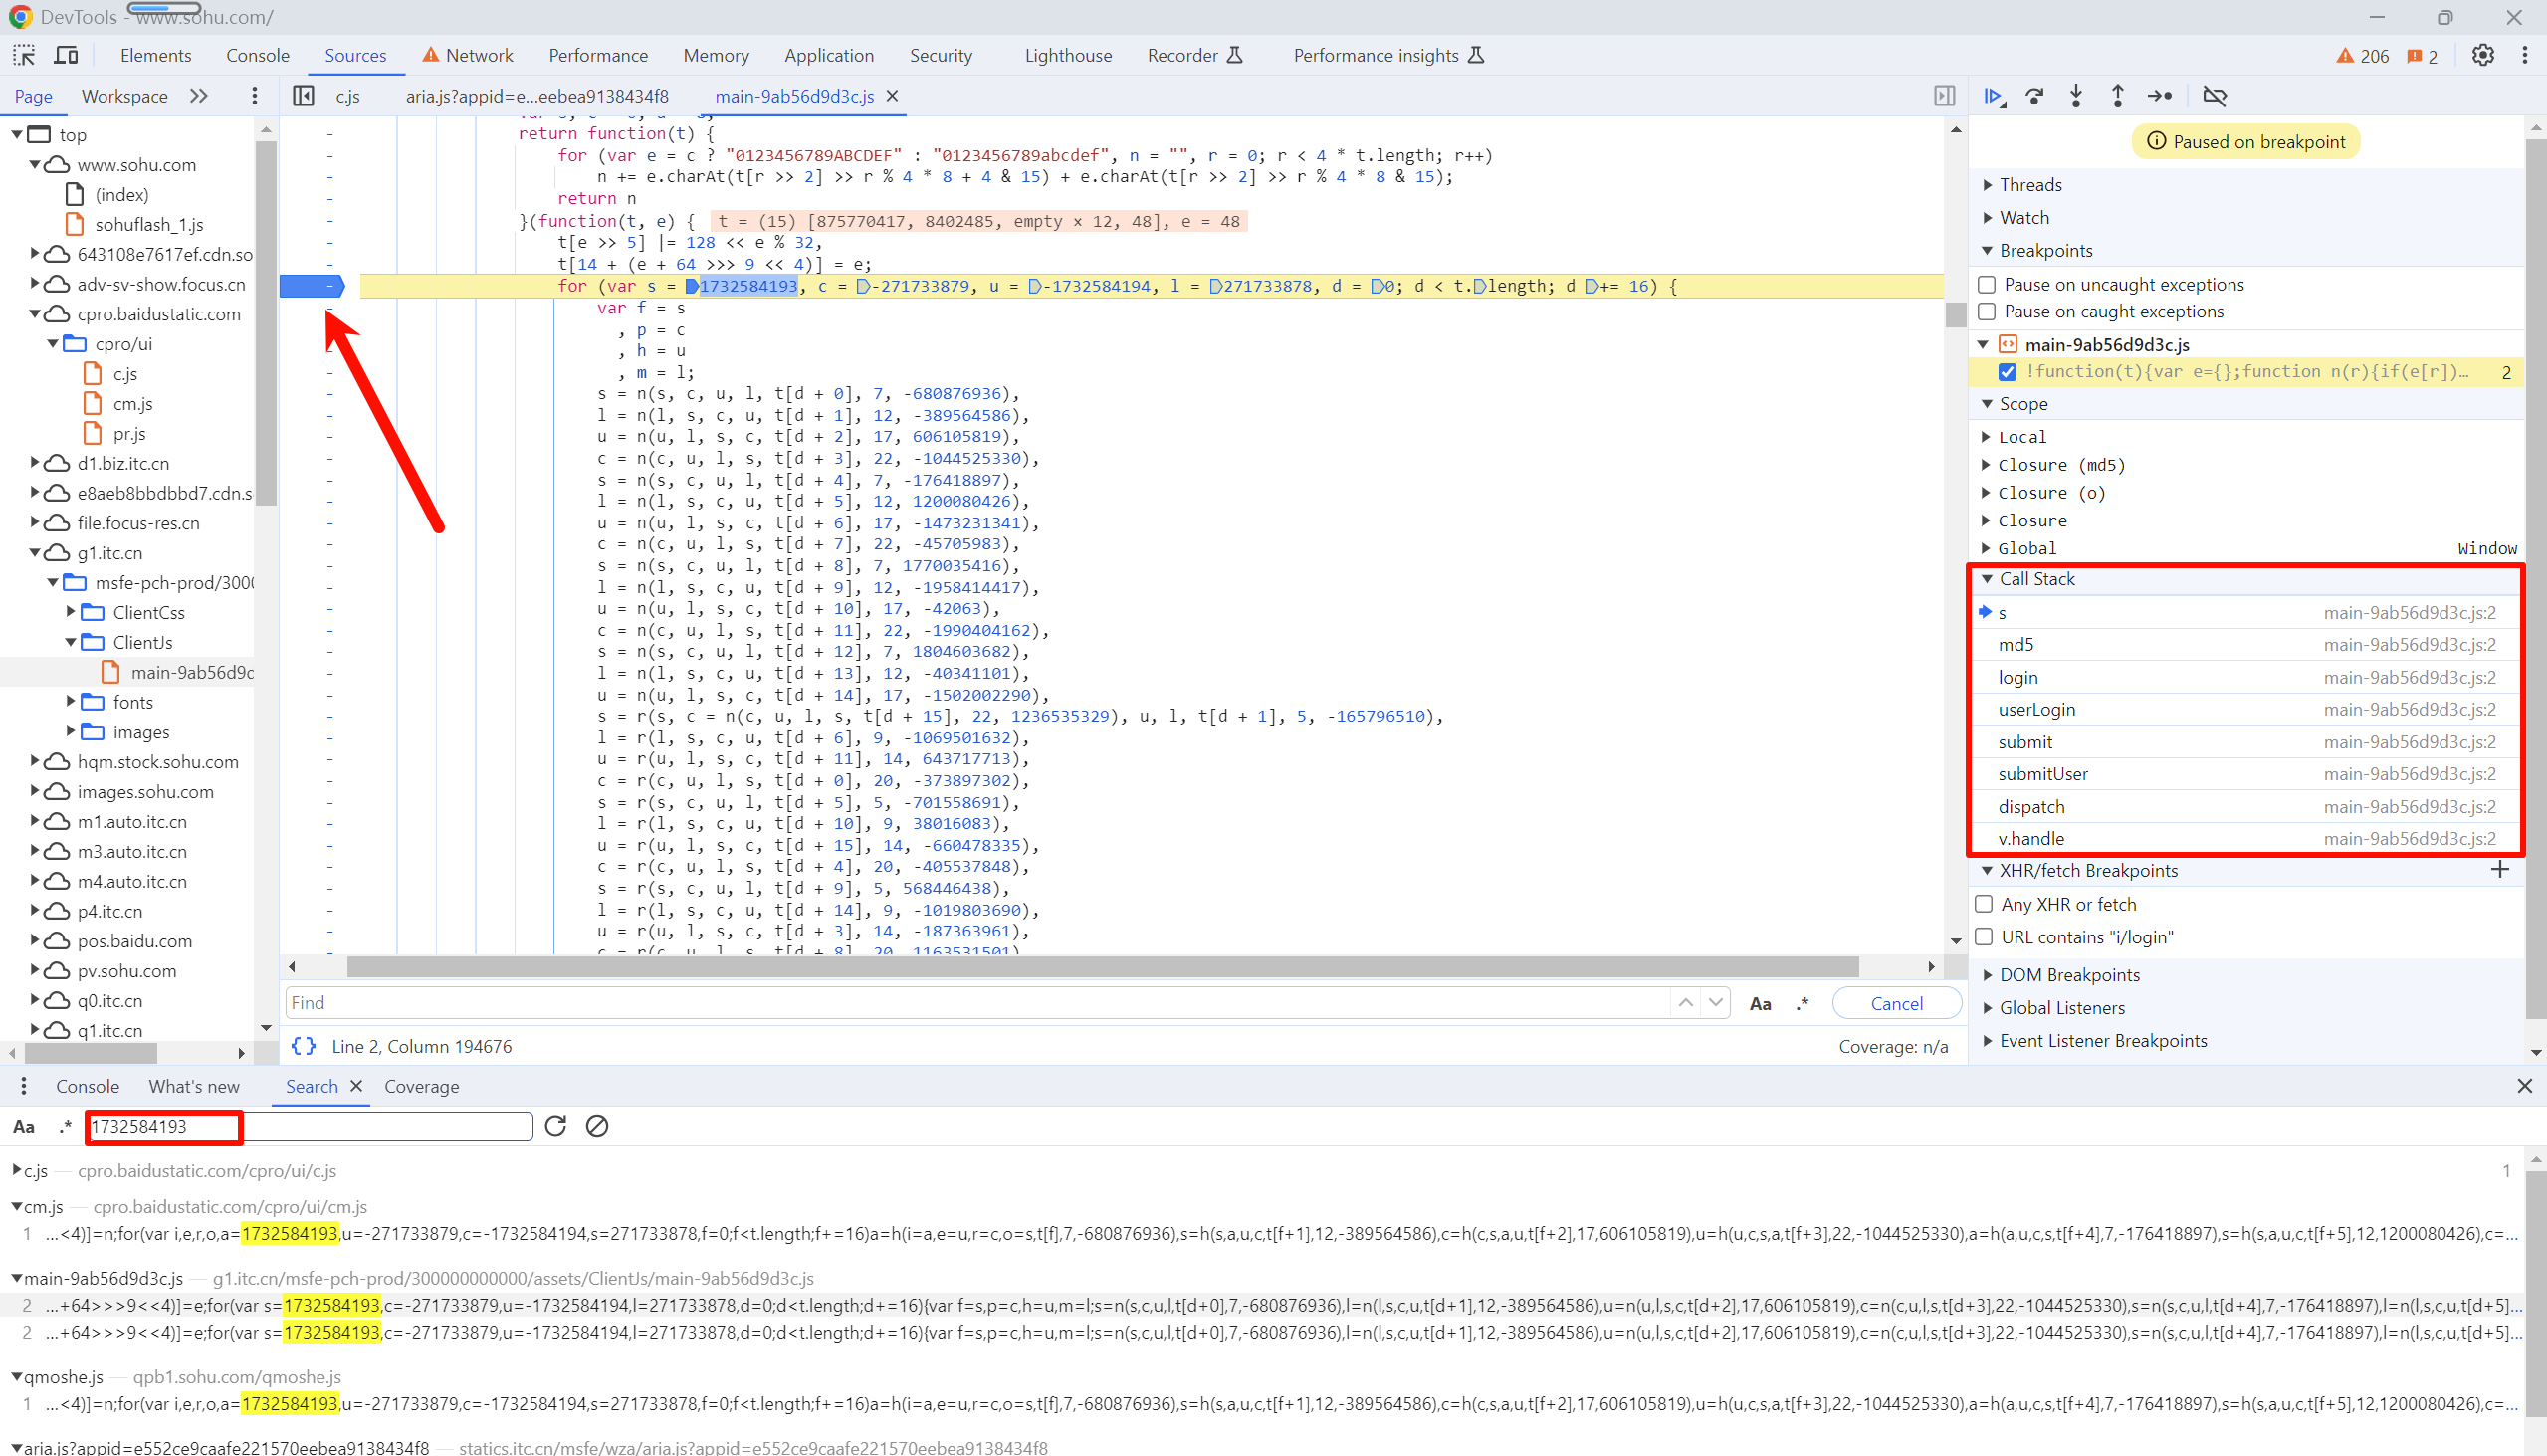 DevTools - www.sohu.com/
Elements Console Sources Network Performance Memory Application Security Lighthouse Recorder Performance insights 206 2
Page Workspace
c.js aria.js?appid=e...eebea9138434f8 main-9ab56d9d3c.js
top
www.sohu.com
(index)
sohuflash_1.js
643108e7617ef.cdn.so
adv-sv-show.focus.cn
cpro.baidustatic.com
cpro/ui
c.js
cm.js
pr.js
d1.biz.itc.cn
e8aeb8bbdbbd7.cdn.s
file.focus-res.cn
g1.itc.cn
msfe-pch-prod/3000
ClientCss
ClientJs
main-9ab56d9d
fonts
images
hqm.stock.sohu.com
images.sohu.com
m1.auto.itc.cn
m3.auto.itc.cn
m4.auto.itc.cn
p4.itc.cn
pos.baidu.com
pv.sohu.com
q0.itc.cn
q1.itc.cn
return function(t) {
for (var e = c ? "0123456789ABCDEF" : "0123456789abcdef", n = "", r = 0; r < 4 * t.length; r++)
n += e.charAt(t[r >> 2] >> r % 4 * 8 + 4 & 15) + e.charAt(t[r >> 2] >> r % 4 * 8 & 15);
return n
}(function(t, e) { t = (15) [875770417, 8402485, empty × 12, 48], e = 48
t[e >> 5] |= 128 << e % 32,
t[14 + (e + 64 >>> 9 << 4)] = e;
for (var s = 1732584193, c = -271733879, u = -1732584194, l = 271733878, d = 0; d < t.length; d += 16) {
var f = s
, p = c
, h = u
, m = l;
s = n(s, c, u, l, t[d + 0], 7, -680876936),
l = n(l, s, c, u, t[d + 1], 12, -389564586),
u = n(u, l, s, c, t[d + 2], 17, 606105819),
c = n(c, u, l, s, t[d + 3], 22, -1044525330),
s = n(s, c, u, l, t[d + 4], 7, -176418897),
l = n(l, s, c, u, t[d + 5], 12, 1200080426),
u = n(u, l, s, c, t[d + 6], 17, -1473231341),
c = n(c, u, l, s, t[d + 7], 22, -45705983),
s = n(s, c, u, l, t[d + 8], 7, 1770035416),
l = n(l, s, c, u, t[d + 9], 12, -1958414417),
u = n(u, l, s, c, t[d + 10], 17, -42063),
c = n(c, u, l, s, t[d + 11], 22, -1990404162),
s = n(s, c, u, l, t[d + 12], 7, 1804603682),
l = n(l, s, c, u, t[d + 13], 12, -40341101),
u = n(u, l, s, c, t[d + 14], 17, -1502002290),
s = r(s, c = n(c, u, l, s, t[d + 15], 22, 1236535329), u, l, t[d + 1], 5, -165796510),
l = r(l, s, c, u, t[d + 6], 9, -1069501632),
u = r(u, l, s, c, t[d + 11], 14, 643717713),
c = r(c, u, l, s, t[d + 0], 20, -373897302),
s = r(s, c, u, l, t[d + 5], 5, -701558691),
l = r(l, s, c, u, t[d + 10], 9, 38016083),
u = r(u, l, s, c, t[d + 15], 14, -660478335),
c = r(c, u, l, s, t[d + 4], 20, -405537848),
s = r(s, c, u, l, t[d + 9], 5, 568446438),
l = r(l, s, c, u, t[d + 14], 9, -1019803690),
u = r(u, l, s, c, t[d + 3], 14, -187363961),
c = r(c, u, l, s, t[d + 8], 20, 1163531501)
Find Aa .* Cancel
{} Line 2, Column 194676 Coverage: n/a
Paused on breakpoint
Threads
Watch
Breakpoints
Pause on uncaught exceptions
Pause on caught exceptions
main-9ab56d9d3c.js
!function(t){var e={};function n(r){if(e[r])… 2
Scope
Local
Closure (md5)
Closure (o)
Closure
Global Window
Call Stack
s main-9ab56d9d3c.js:2
md5 main-9ab56d9d3c.js:2
login main-9ab56d9d3c.js:2
userLogin main-9ab56d9d3c.js:2
submit main-9ab56d9d3c.js:2
submitUser main-9ab56d9d3c.js:2
dispatch main-9ab56d9d3c.js:2
v.handle main-9ab56d9d3c.js:2
XHR/fetch Breakpoints
Any XHR or fetch
URL contains "i/login"
DOM Breakpoints
Global Listeners
Event Listener Breakpoints
Console What's new Search Coverage
Aa .* 1732584193
c.js — cpro.baidustatic.com/cpro/ui/c.js 1
cm.js — cpro.baidustatic.com/cpro/ui/cm.js
1 …<4)]=n;for(var i,e,r,o,a=1732584193,u=-271733879,c=-1732584194,s=271733878,f=0;f<t.length;f+=16)a=h(i=a,e=u,r=c,o=s,t[f],7,-680876936),s=h(s,a,u,c,t[f+1],12,-389564586),c=h(c,s,a,u,t[f+2],17,606105819),u=h(u,c,s,a,t[f+3],22,-1044525330),a=h(a,u,c,s,t[f+4],7,-176418897),s=h(s,a,u,c,t[f+5],12,1200080426),c=…
main-9ab56d9d3c.js — g1.itc.cn/msfe-pch-prod/300000000000/assets/ClientJs/main-9ab56d9d3c.js
2 …+64>>>9<<4)]=e;for(var s=1732584193,c=-271733879,u=-1732584194,l=271733878,d=0;d<t.length;d+=16){var f=s,p=c,h=u,m=l;s=n(s,c,u,l,t[d+0],7,-680876936),l=n(l,s,c,u,t[d+1],12,-389564586),u=n(u,l,s,c,t[d+2],17,606105819),c=n(c,u,l,s,t[d+3],22,-1044525330),s=n(s,c,u,l,t[d+4],7,-176418897),l=n(l,s,c,u,t[d+5]…
2 …+64>>>9<<4)]=e;for(var s=1732584193,c=-271733879,u=-1732584194,l=271733878,d=0;d<t.length;d+=16){var f=s,p=c,h=u,m=l;s=n(s,c,u,l,t[d+0],7,-680876936),l=n(l,s,c,u,t[d+1],12,-389564586),u=n(u,l,s,c,t[d+2],17,606105819),c=n(c,u,l,s,t[d+3],22,-1044525330),s=n(s,c,u,l,t[d+4],7,-176418897),l=n(l,s,c,u,t[d+5]…
qmoshe.js — qpb1.sohu.com/qmoshe.js
1 …<4)]=n;for(var i,e,r,o,a=1732584193,u=-271733879,c=-1732584194,s=271733878,f=0;f<t.length;f+=16)a=h(i=a,e=u,r=c,o=s,t[f],7,-680876936),s=h(s,a,u,c,t[f+1],12,-389564586),c=h(c,s,a,u,t[f+2],17,606105819),u=h(u,c,s,a,t[f+3],22,-1044525330),a=h(a,u,c,s,t[f+4],7,-176418897),s=h(s,a,u,c,t[f+5],12,1200080426),c=…
aria.js?appid=e552ce9caafe221570eebea9138434f8 — statics.itc.cn/msfe/wza/aria.js?appid=e552ce9caafe221570eebea9138434f8